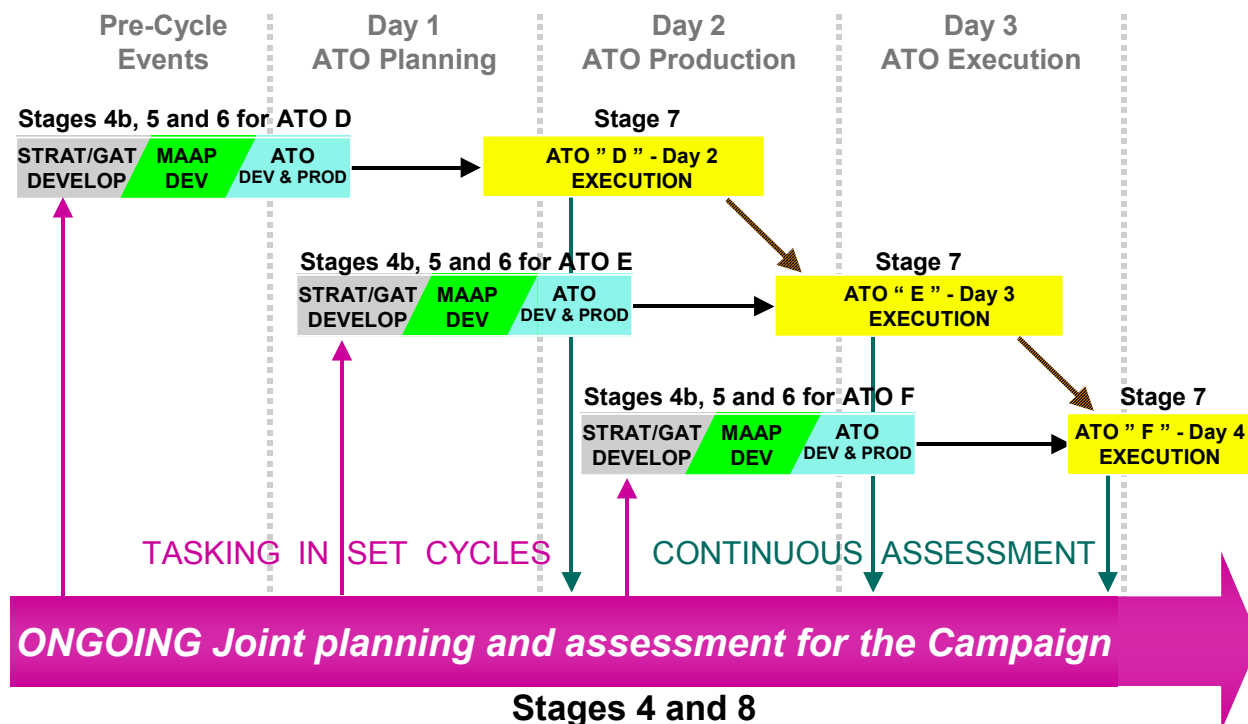 Pre-Cycle
Events
Day 1
ATO Planning
Day 2
ATO Production
Day 3
ATO Execution
Stages 4b, 5 and 6 for ATO D
STRAT/GAT
DEVELOP
MAAP
DEV
ATO
DEV & PROD
Stage 7
ATO ” D ” - Day 2
EXECUTION
Stages 4b, 5 and 6 for ATO E
STRAT/GAT
DEVELOP
MAAP
DEV
ATO
DEV & PROD
Stage 7
ATO “ E ” - Day 3
EXECUTION
Stages 4b, 5 and 6 for ATO F
STRAT/GAT
DEVELOP
MAAP
DEV
ATO
DEV & PROD
Stage 7
ATO ” F ” - Day 4
EXECUTION
TASKING IN SET CYCLES
CONTINUOUS ASSESSMENT
ONGOING Joint planning and assessment for the Campaign
Stages 4 and 8